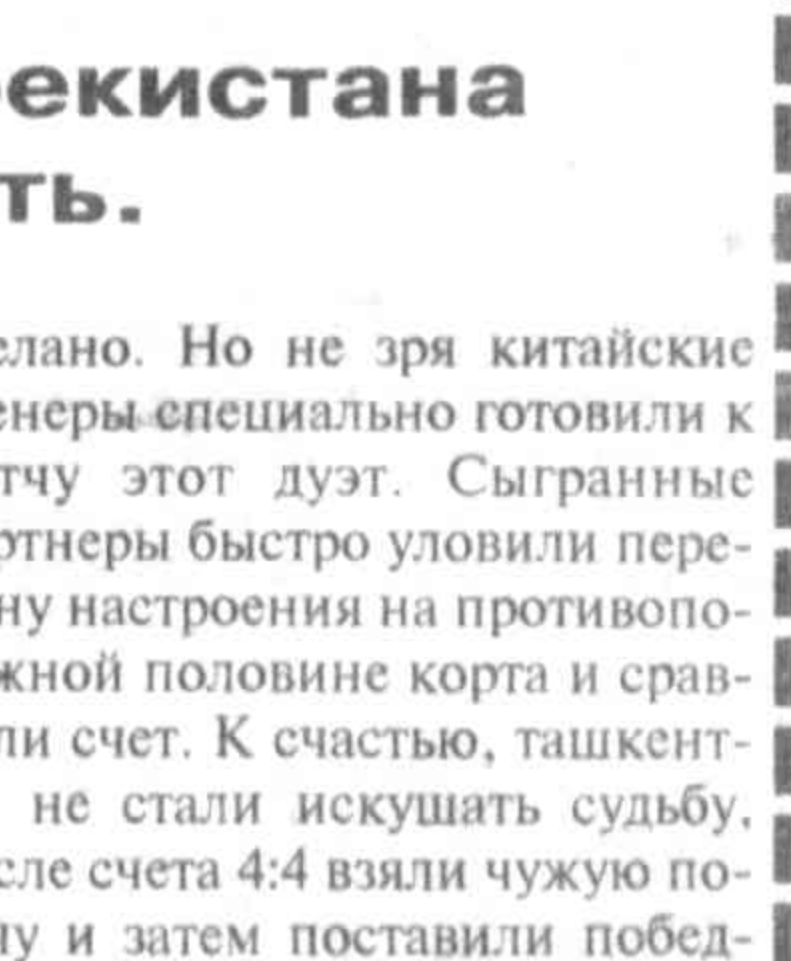 екистана
ть.
елано. Но не зря китайские
енеры специально готовили к
тчу этот дуэт. Сыгранные
ртнеры быстро уловили пере-
ну настроения на противопо-
жной половине корта и срав-
ли счет. К счастью, ташкент-
не стали искушать судьбу,
сле счета 4:4 взяли чужую по-
чу и затем поставили побед-